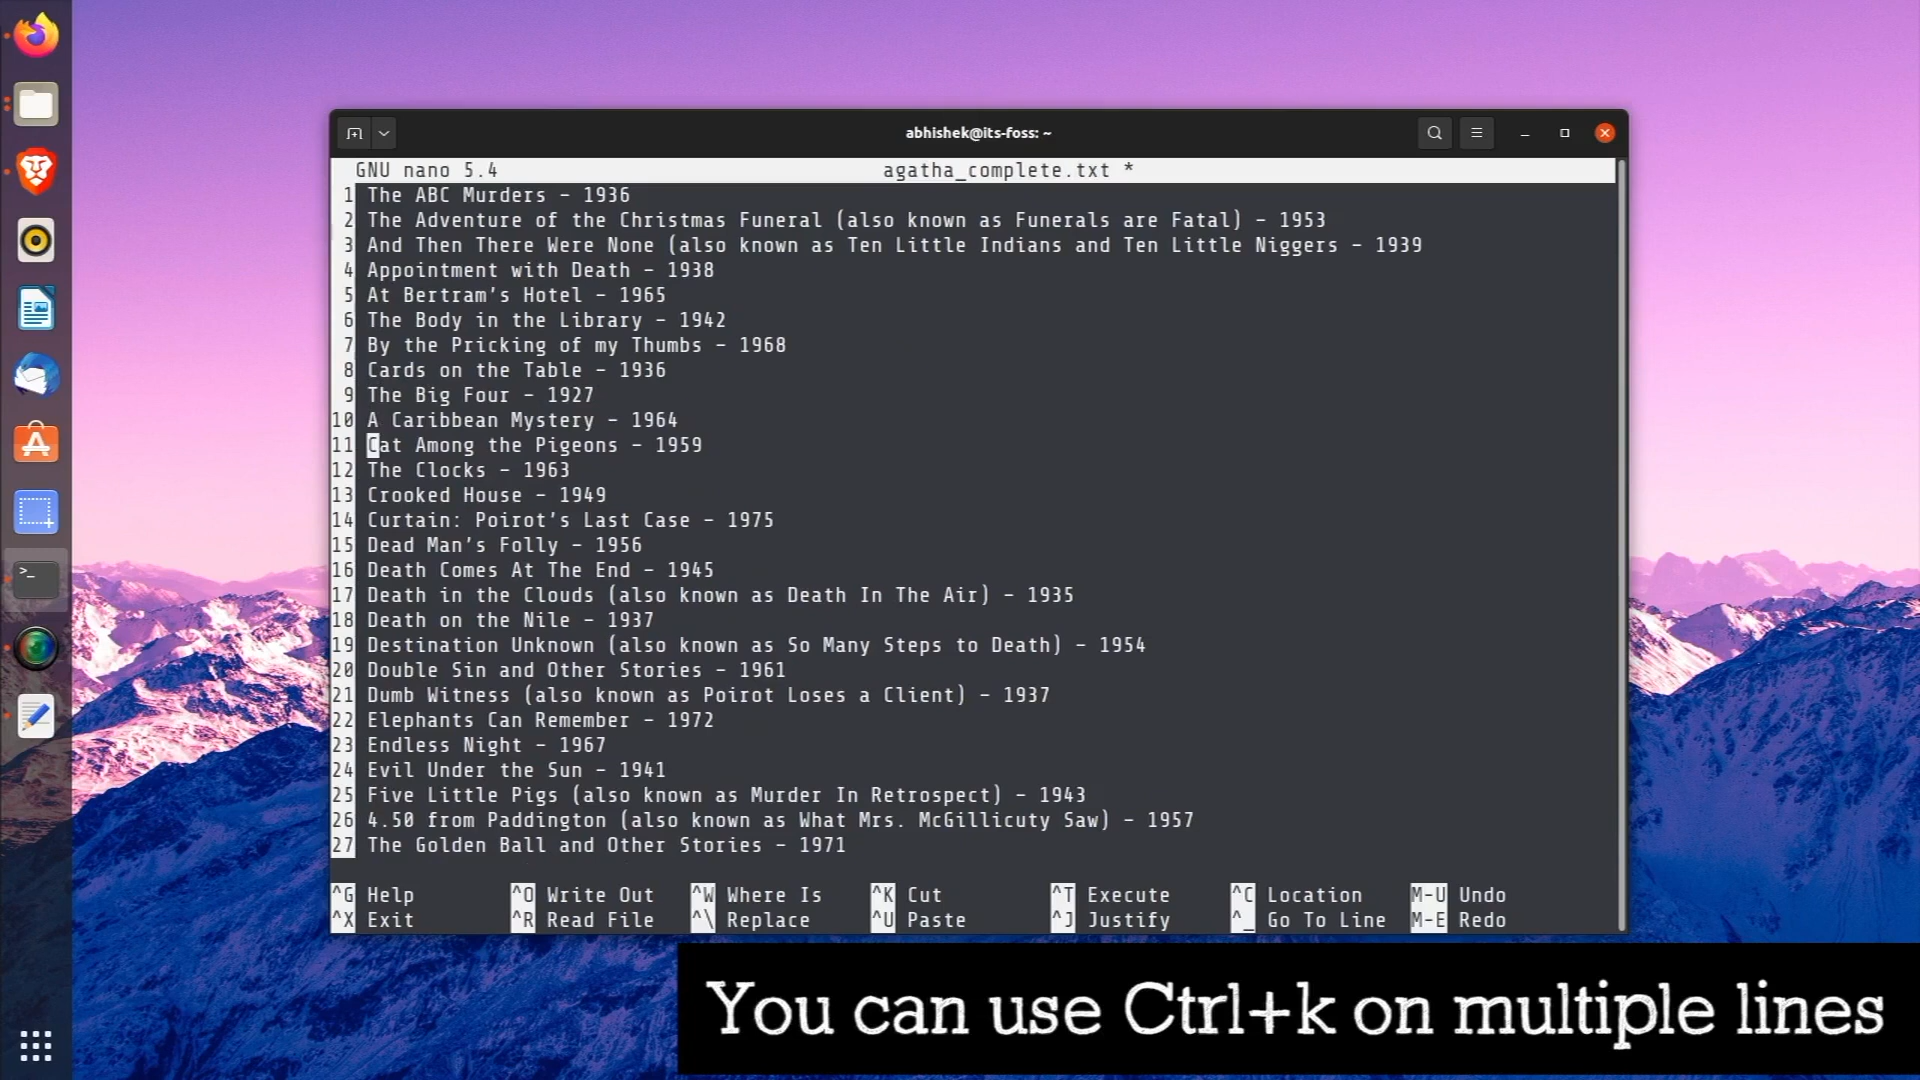 abhishek@its-foss: ~
GNU nano 5.4 agatha_complete.txt *
1 The ABC Murders - 1936
2 The Adventure of the Christmas Funeral (also known as Funerals are Fatal) - 1953
3 And Then There Were None (also known as Ten Little Indians and Ten Little Niggers - 1939
4 Appointment with Death - 1938
5 At Bertram's Hotel - 1965
6 The Body in the Library - 1942
7 By the Pricking of my Thumbs - 1968
8 Cards on the Table - 1936
9 The Big Four - 1927
10 A Caribbean Mystery - 1964
11 Cat Among the Pigeons - 1959
12 The Clocks - 1963
13 Crooked House - 1949
14 Curtain: Poirot's Last Case - 1975
15 Dead Man's Folly - 1956
16 Death Comes At The End - 1945
17 Death in the Clouds (also known as Death In The Air) - 1935
18 Death on the Nile - 1937
19 Destination Unknown (also known as So Many Steps to Death) - 1954
20 Double Sin and Other Stories - 1961
21 Dumb Witness (also known as Poirot Loses a Client) - 1937
22 Elephants Can Remember - 1972
23 Endless Night - 1967
24 Evil Under the Sun - 1941
25 Five Little Pigs (also known as Murder In Retrospect) - 1943
26 4.50 from Paddington (also known as What Mrs. McGillicuty Saw) - 1957
27 The Golden Ball and Other Stories - 1971
^G Help ^O Write Out ^W Where Is ^K Cut ^T Execute ^C Location M-U Undo
^X Exit ^R Read File ^\ Replace ^U Paste ^J Justify ^_ Go To Line M-E Redo
You can use Ctrl+k on multiple lines